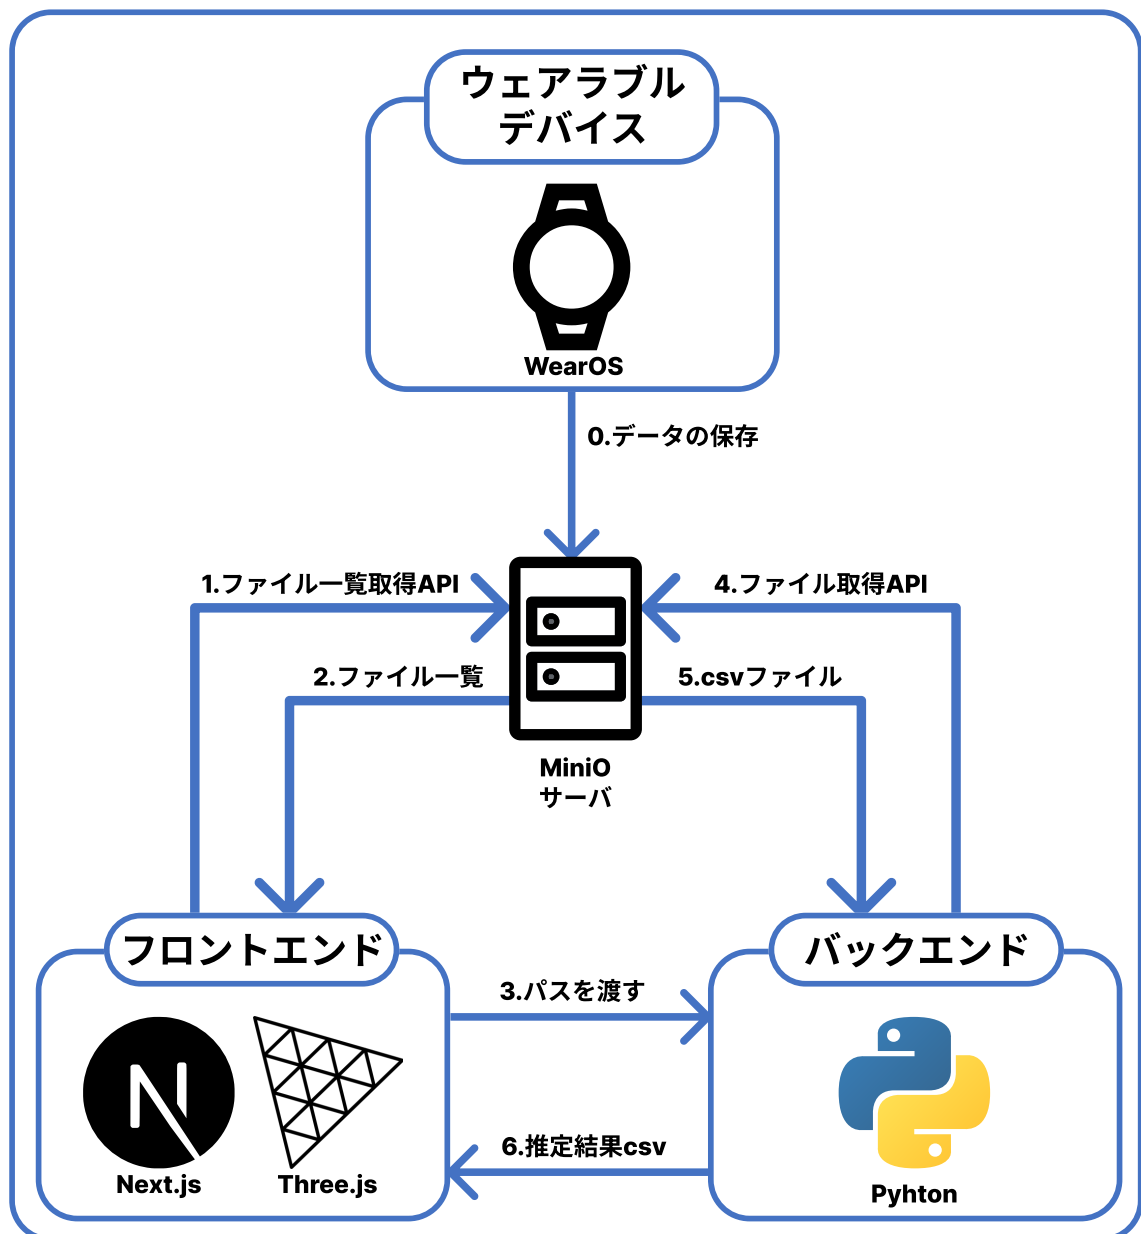 ウェアラブル
デバイス
WearOS
0.データの保存
1.ファイル一覧取得API
4.ファイル取得API
2.ファイル一覧
5.csvファイル
MiniO
サーバ
フロントエンド
バックエンド
3.パスを渡す
6.推定結果csv
Next.js
Three.js
Pyhton